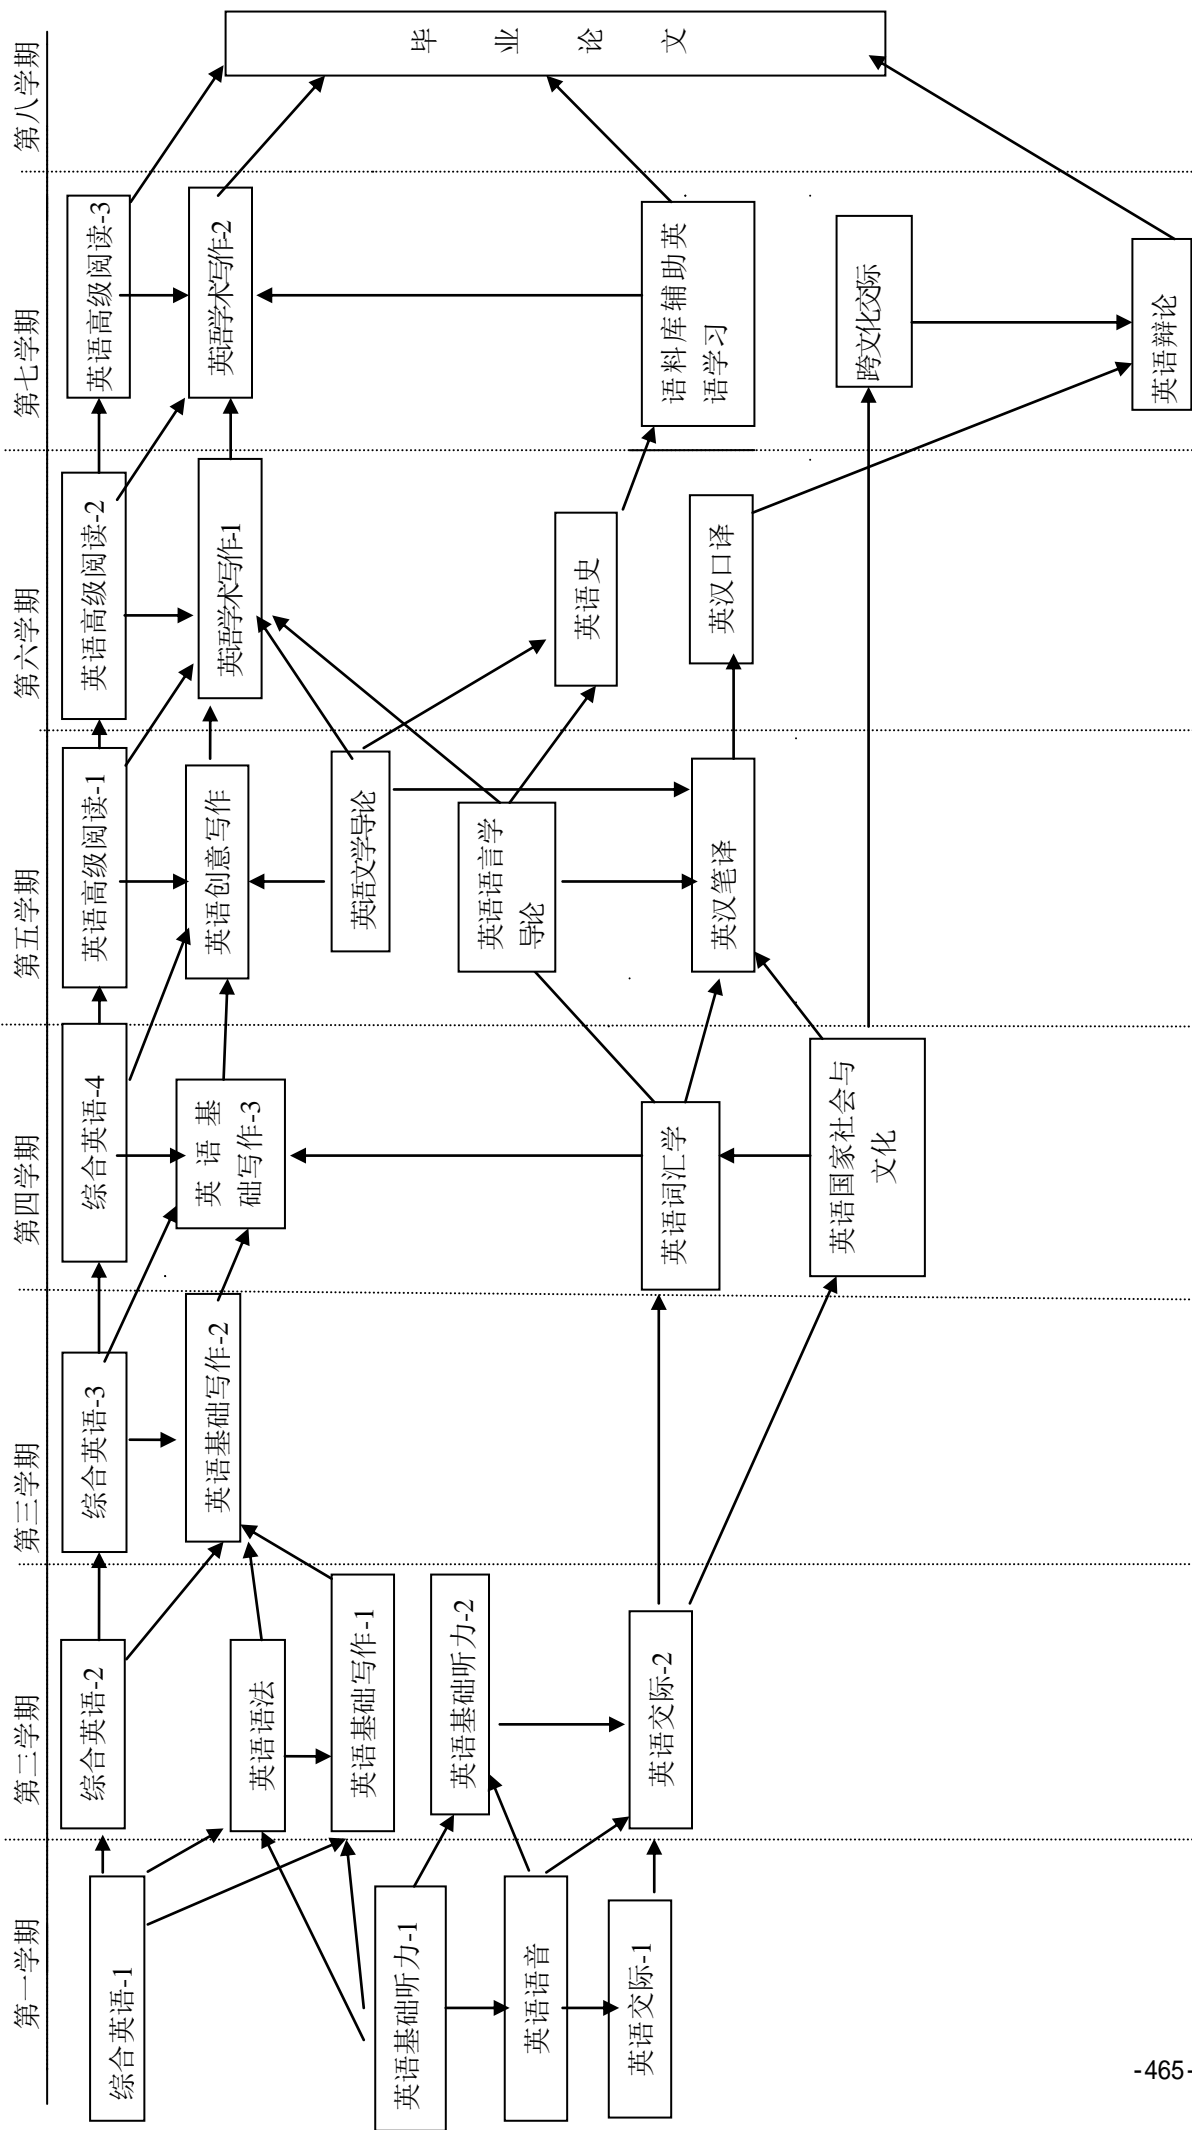 第一学期
第二学期
第三学期
第四学期
第五学期
第六学期
第七学期
第八学期
综合英语-1
综合英语-2
综合英语-3
综合英语-4
英语高级阅读-1
英语高级阅读-2
英语高级阅读-3
英语语法
英语基础写作-1
英语基础写作-2
英语基
础写作-3
英语创意写作
英语学术写作-1
英语学术写作-2
毕业论文
英语基础听力-1
英语基础听力-2
英语文学导论
英语语言学
导论
英语史
语料库辅助英
语学习
英语语音
英语交际-1
英语交际-2
英语词汇学
英汉笔译
英汉口译
英语国家社会与
文化
跨文化交际
英语辩论
-465-